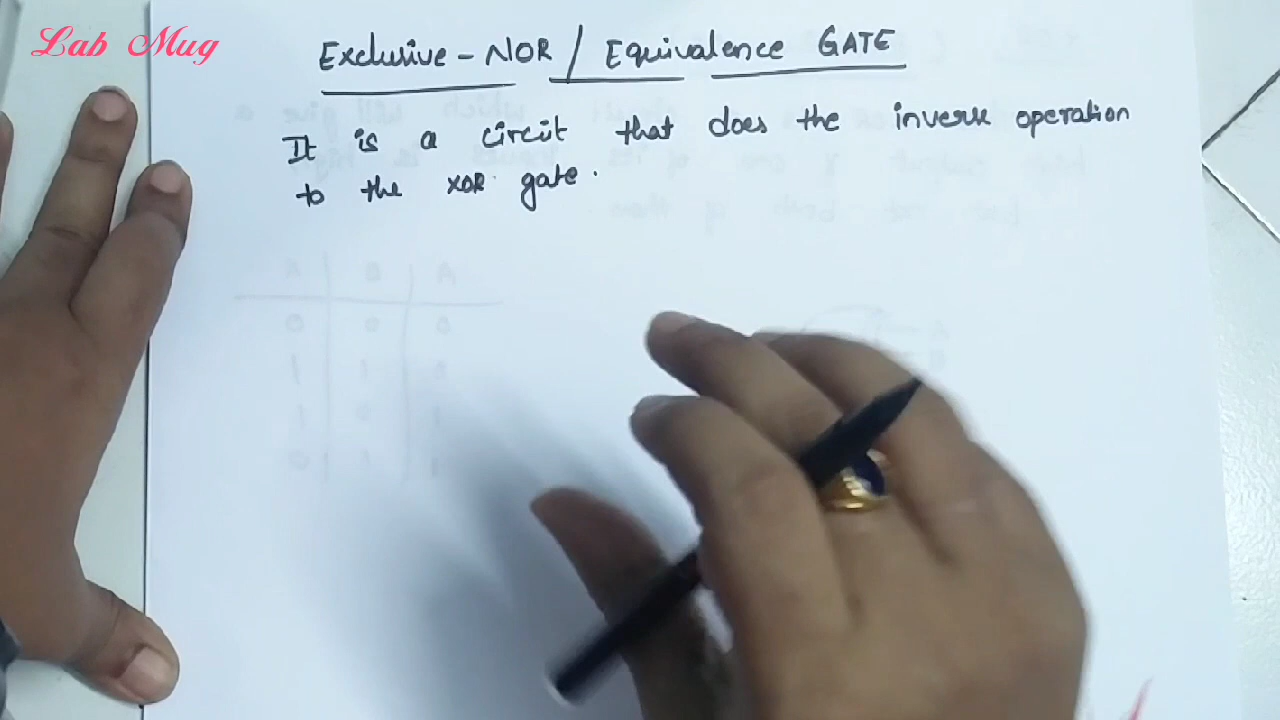 Lab Mug
Exclusive - NOR / Equivalence GATE
It is a circit that does the inverse operation
to the XOR gate.